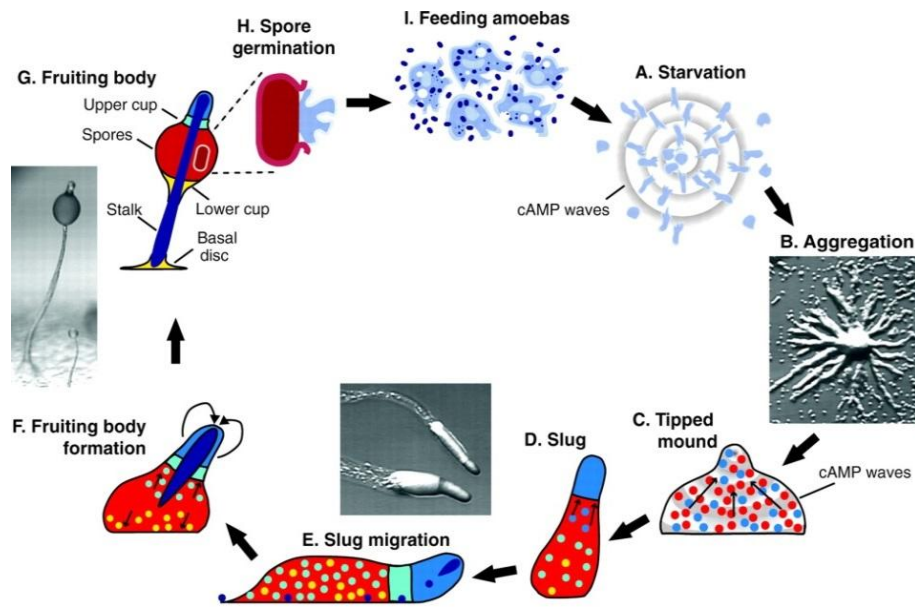 H. Spore
germination
I. Feeding amoebas
G. Fruiting body
Upper cup
Spores
Stalk
Lower cup
Basal
disc
A. Starvation
cAMP waves
B. Aggregation
C. Tipped
mound
cAMP waves
D. Slug
E. Slug migration
F. Fruiting body
formation